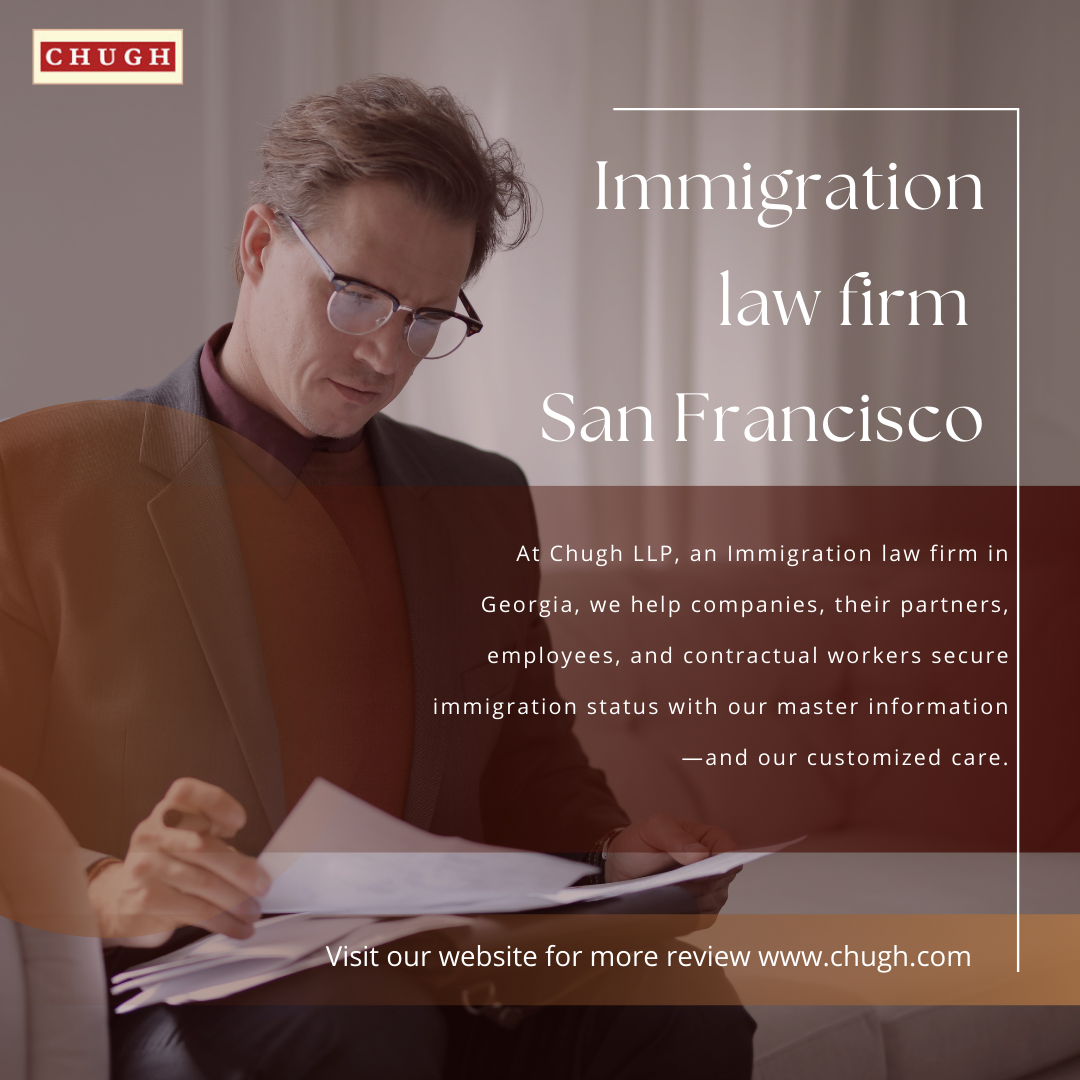 CHUGH
Immigration
law firm
San Francisco
At Chugh LLP, an Immigration law firm in
Georgia, we help companies, their partners,
employees, and contractual workers secure
immigration status with our master information
—and our customized care.
Visit our website for more review www.chugh.com